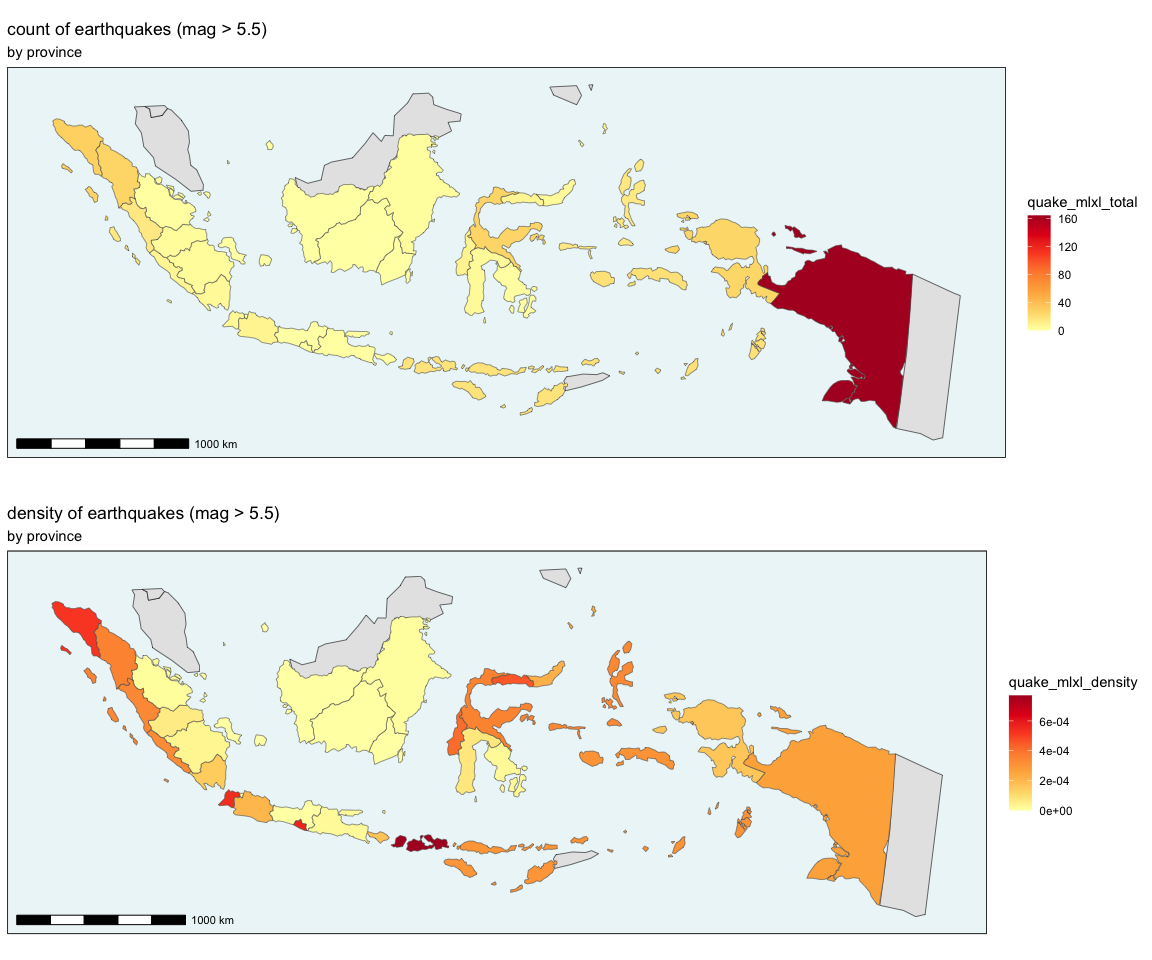 count of earthquakes (mag > 5.5)
by province
quake_mlxl_total
160
120
80
40
0
1000 km
density of earthquakes (mag > 5.5)
by province
quake_mlxl_density
6e-04
4e-04
2e-04
0e+00
1000 km